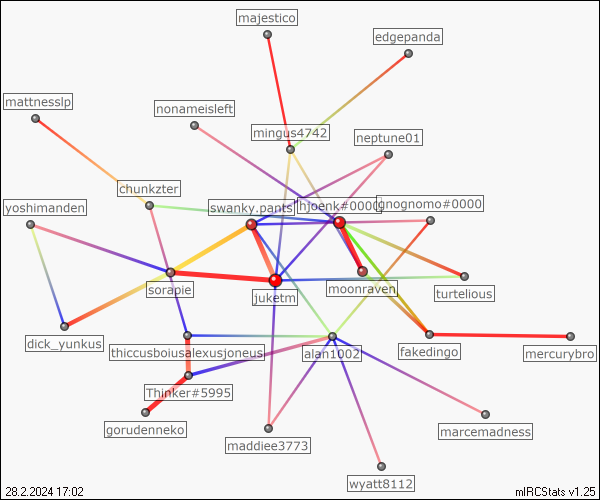 majestico
edgepanda
mattnesslp
nonameisleft
mingus4742
neptune01
chunkzter
yoshimanden
swanky.pants
hjoenk#0000
gnognomo#0000
sorapie
juketm
moonraven
turtelious
dick_yunkus
thiccusboiusalexusjoneus
alan1002
fakedingo
mercurybro
Thinker#5995
gorudenneko
maddiee3773
marcemadness
wyatt8112
28.2.2024 17:02
mIRCStats v1.25